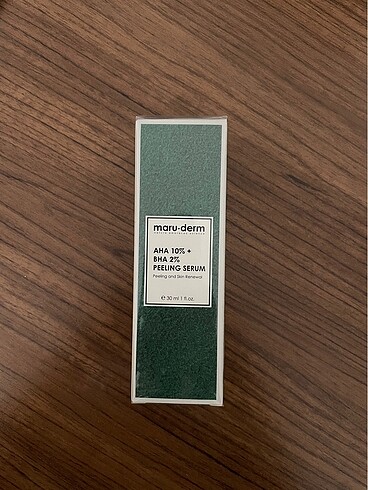 maru·derm
AHA 10% +
BHA 2%
PEELING SERUM
Peeling and Skin Renewal
℮ 30 ml 1 fl.oz.